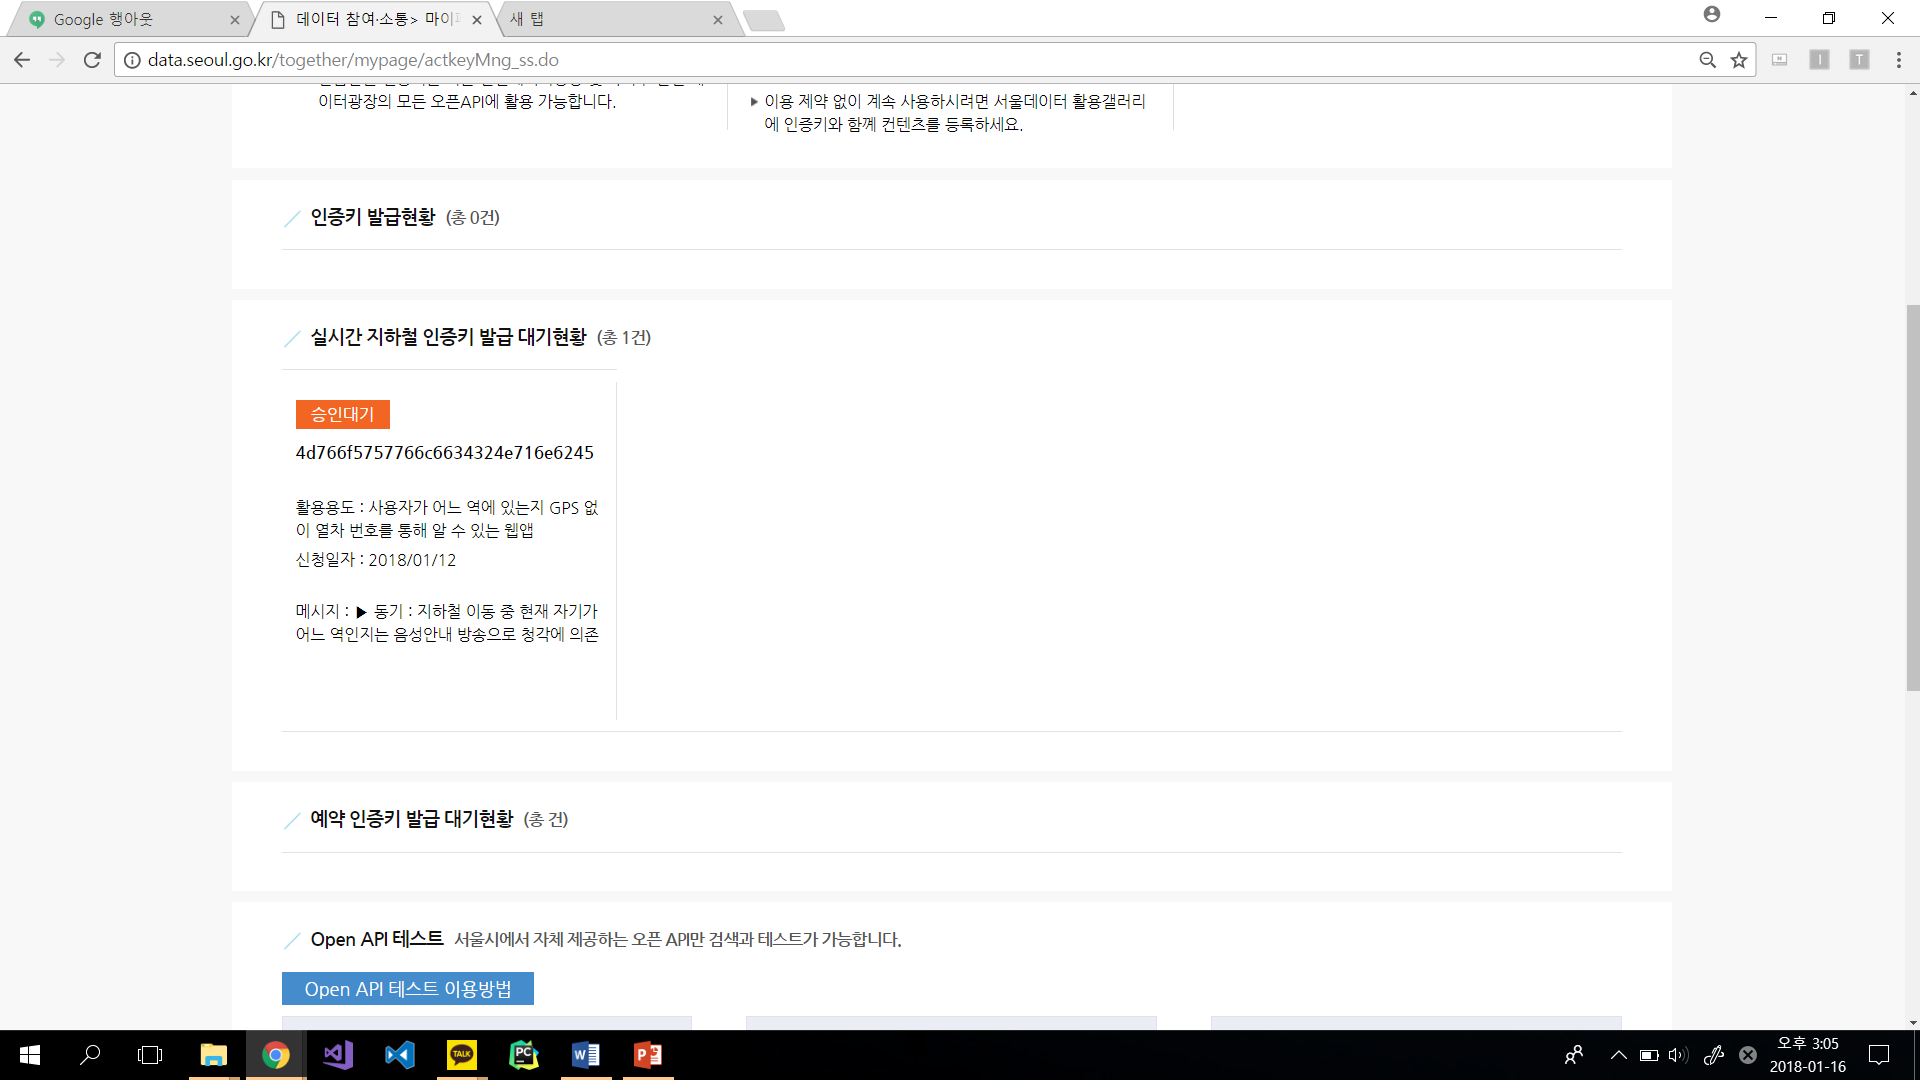 Google 행아웃
데이터 참여·소통> 마이
새 탭
data.seoul.go.kr/together/mypage/actkeyMng_ss.do
이터광장의 모든 오픈API에 활용 가능합니다.
▶ 이용 제약 없이 계속 사용하시려면 서울데이터 활용갤러리
에 인증키와 함께 컨텐츠를 등록하세요.
인증키 발급현황 (총 0건)
실시간 지하철 인증키 발급 대기현황 (총 1건)
승인대기
4d766f5757766c6634324e716e6245
활용용도 : 사용자가 어느 역에 있는지 GPS 없
이 열차 번호를 통해 알 수 있는 웹앱
신청일자 : 2018/01/12
메시지 : ▶ 동기 : 지하철 이동 중 현재 자기가
어느 역인지는 음성안내 방송으로 청각에 의존
예약 인증키 발급 대기현황 (총 건)
Open API 테스트 서울시에서 자체 제공하는 오픈 API만 검색과 테스트가 가능합니다.
Open API 테스트 이용방법
오후 3:05
2018-01-16